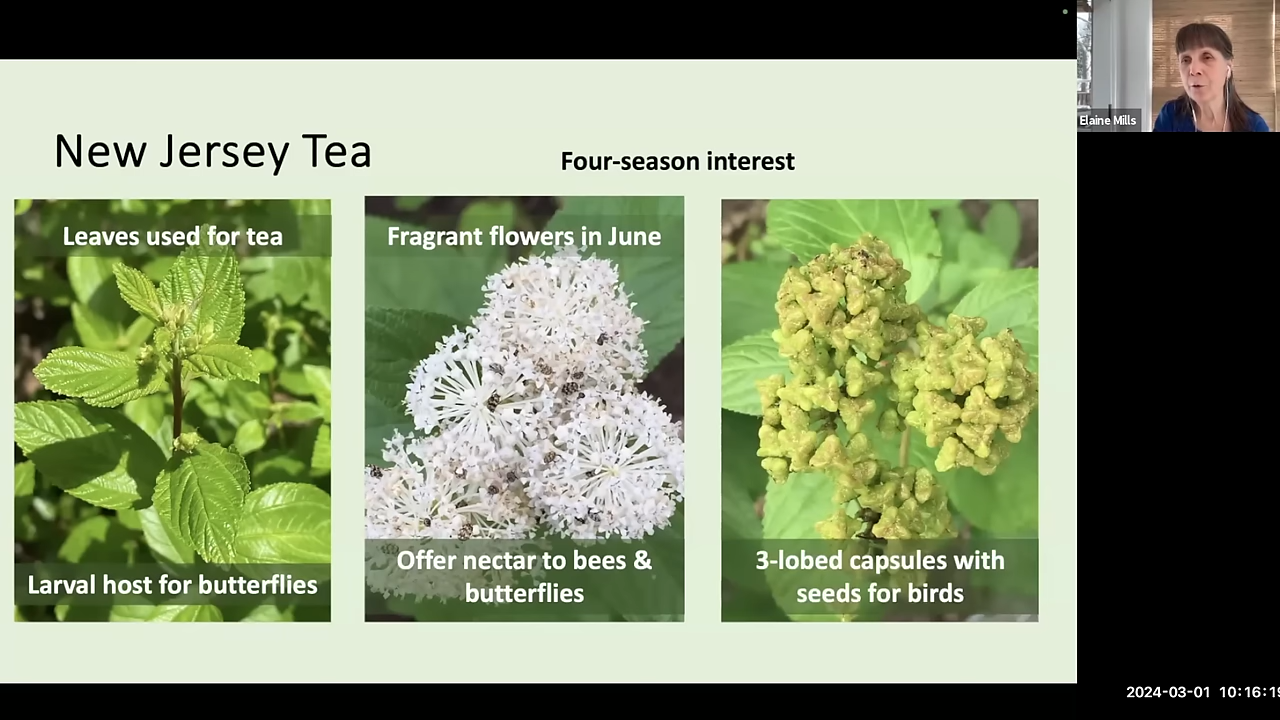 Elaine Mills
New Jersey Tea
Four-season interest
Leaves used for tea
Larval host for butterflies
Fragrant flowers in June
Offer nectar to bees &
butterflies
3-lobed capsules with
seeds for birds
2024-03-01 10:16:19